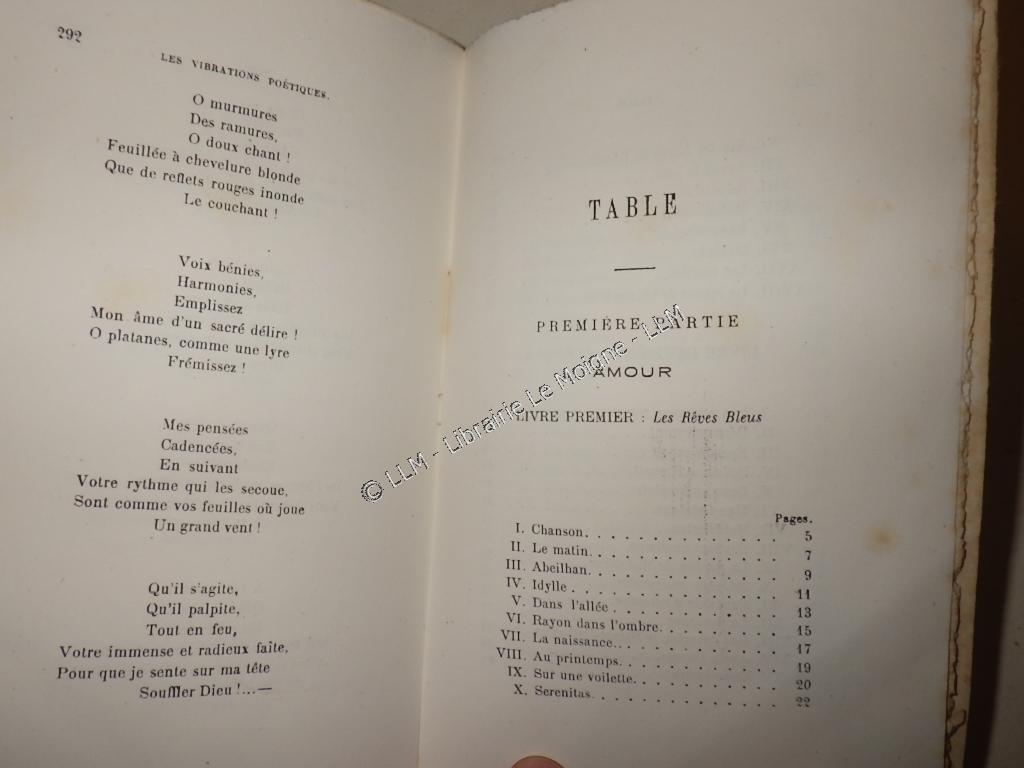 292
LES VIBRATIONS POÉTIQUES.
O murmures
Des ramures,
O doux chant !
Feuillée à chevelure blonde
Que de reflets rouges inonde
Le couchant !
Voix bénies,
Harmonies,
Emplissez
Mon âme d'un sacré délire !
O platanes, comme une lyre
Frémissez !
Mes pensées
Cadencées,
En suivant
Votre rythme qui les secoue,
Sont comme vos feuilles où joue
Un grand vent !
Qu'il s'agite,
Qu'il palpite,
Tout en feu,
Votre immense et radieux faîte,
Pour que je sente sur ma tête
Souffler Dieu !...—
TABLE
PREMIÈRE PARTIE
AMOUR
LIVRE PREMIER : Les Rêves Bleus
Pages.
I. Chanson. . . . . . . . . . . . . . . 5
II. Le matin. . . . . . . . . . . . . . . 7
III. Abeilhan. . . . . . . . . . . . . . . 9
IV. Idylle . . . . . . . . . . . . . . . 11
V. Dans l'allée . . . . . . . . . . . . . 13
VI. Rayon dans l'ombre. . . . . . . . . . 15
VII. La naissance. . . . . . . . . . . . . 17
VIII. Au printemps. . . . . . . . . . . . . 19
IX. Sur une voilette. . . . . . . . . . . 20
X. Serenitas. . . . . . . . . . . . . . 22
© LLM - Librairie Le Moigne - LLM